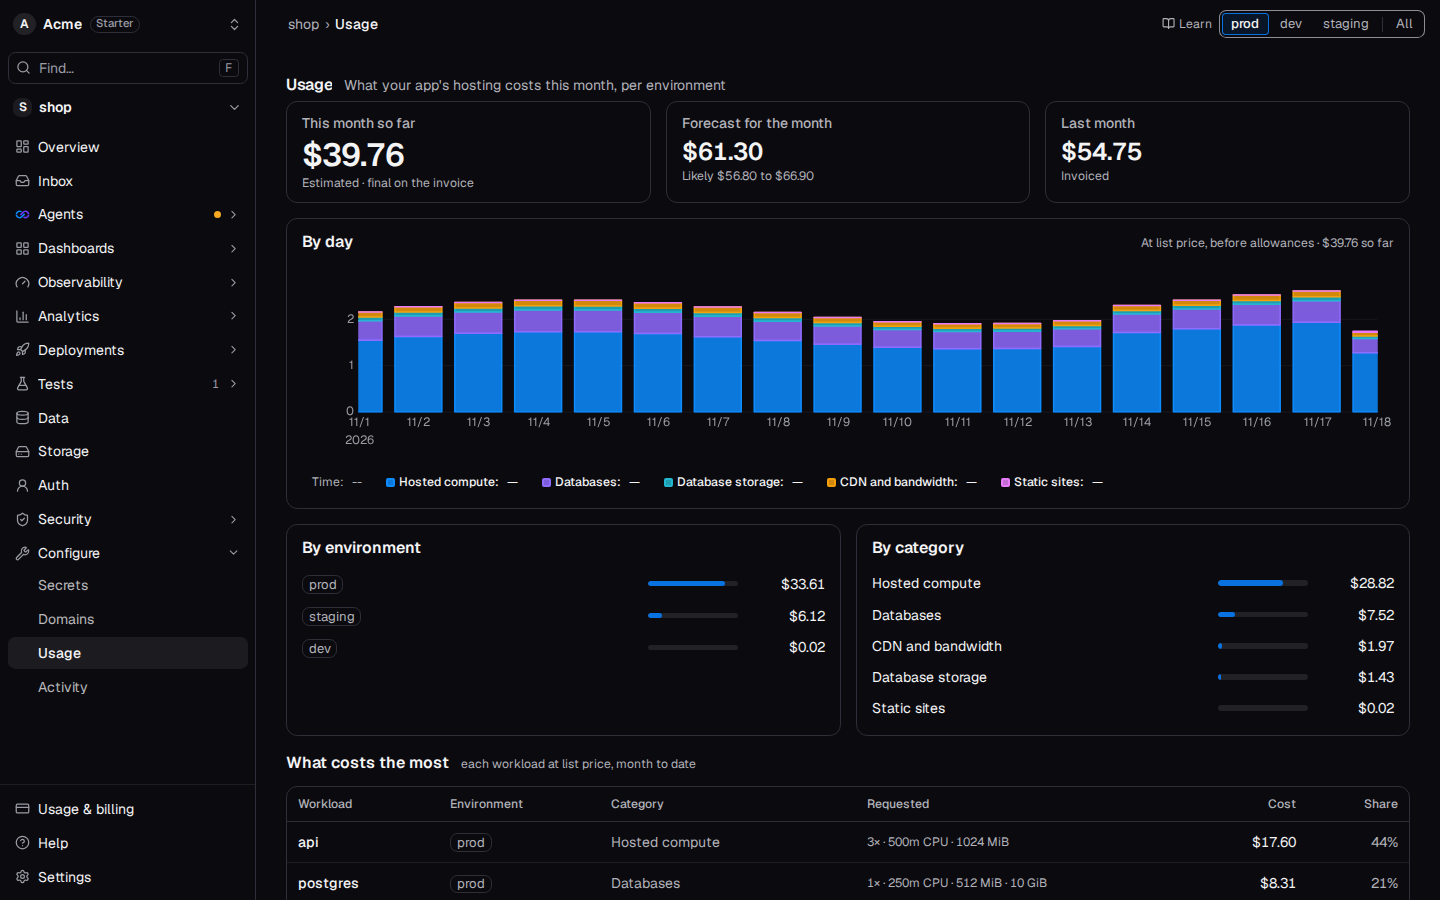 A Acme Starter
Find... F
S shop
Overview
Inbox
Agents
Dashboards
Observability
Analytics
Deployments
Tests 1
Data
Storage
Auth
Security
Configure
Secrets
Domains
Usage
Activity
Usage & billing
Help
Settings
shop › Usage
Learn prod dev staging All
Usage What your app's hosting costs this month, per environment
This month so far
$39.76
Estimated · final on the invoice
Forecast for the month
$61.30
Likely $56.80 to $66.90
Last month
$54.75
Invoiced
By day At list price, before allowances · $39.76 so far
2
1
0
11/1 11/2 11/3 11/4 11/5 11/6 11/7 11/8 11/9 11/10 11/11 11/12 11/13 11/14 11/15 11/16 11/17 11/18
2026
Time: -- Hosted compute: — Databases: — Database storage: — CDN and bandwidth: — Static sites: —
By environment
prod $33.61
staging $6.12
dev $0.02
By category
Hosted compute $28.82
Databases $7.52
CDN and bandwidth $1.97
Database storage $1.43
Static sites $0.02
What costs the most each workload at list price, month to date
Workload Environment Category Requested Cost Share
api prod Hosted compute 3× · 500m CPU · 1024 MiB $17.60 44%
postgres prod Databases 1× · 250m CPU · 512 MiB · 10 GiB $8.31 21%